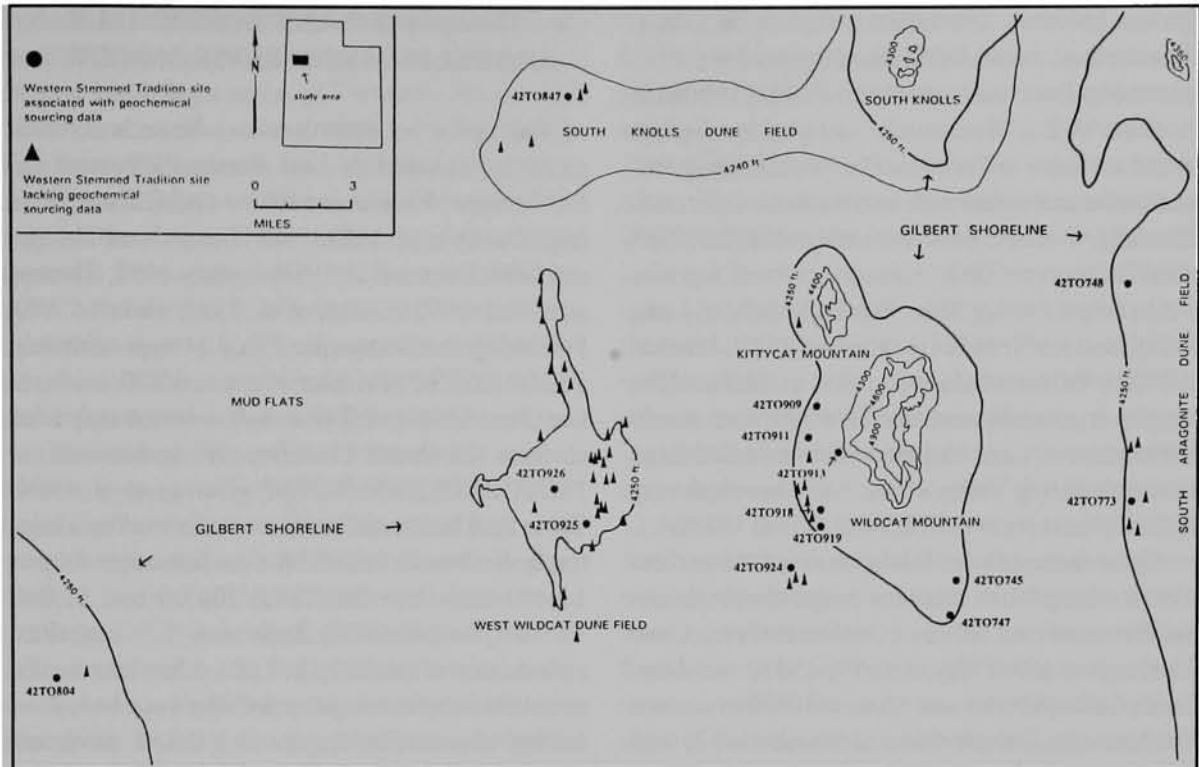 N
study area
Western Stemmed Tradition site
associated with geochemical
sourcing data
Western Stemmed Tradition site
lacking geochemical
sourcing data
0 3
MILES
42TO847
SOUTH KNOLLS DUNE FIELD
4240 ft.
4300
SOUTH KNOLLS
4250 ft.
4350
GILBERT SHORELINE
42TO748
4250 ft.
SOUTH ARAGONITE DUNE FIELD
4250 ft.
4400
KITTYCAT MOUNTAIN
MUD FLATS
42TO909
42TO911
42TO913
4300
4600
4300
42TO926
4250 ft.
42TO918
WILDCAT MOUNTAIN
42TO773
42TO925
42TO919
GILBERT SHORELINE
42TO924
42TO745
4250 ft.
42TO747
WEST WILDCAT DUNE FIELD
42TO804